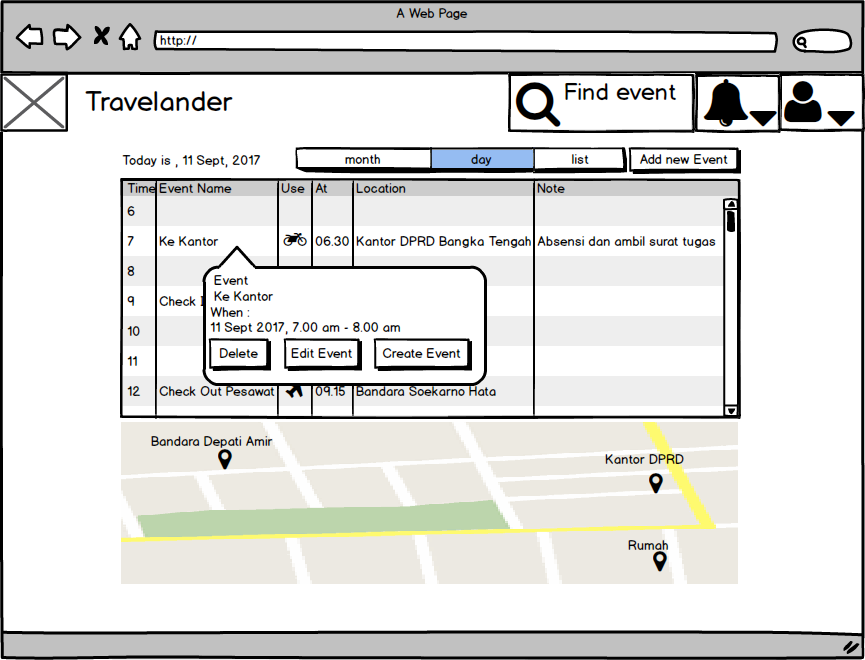 A Web Page
http://
Travelander
Find event
Today is , 11 Sept, 2017
month day list Add new Event
Time Event Name Use At Location Note
6
7 Ke Kantor 06.30 Kantor DPRD Bangka Tengah Absensi dan ambil surat tugas
8
Event
Ke Kantor
9 Check
When :
11 Sept 2017, 7.00 am - 8.00 am
10
Delete Edit Event Create Event
11
12 Check Out Pesawat 09.15 Bandara Soekarno Hata
Bandara Depati Amir
Kantor DPRD
Rumah